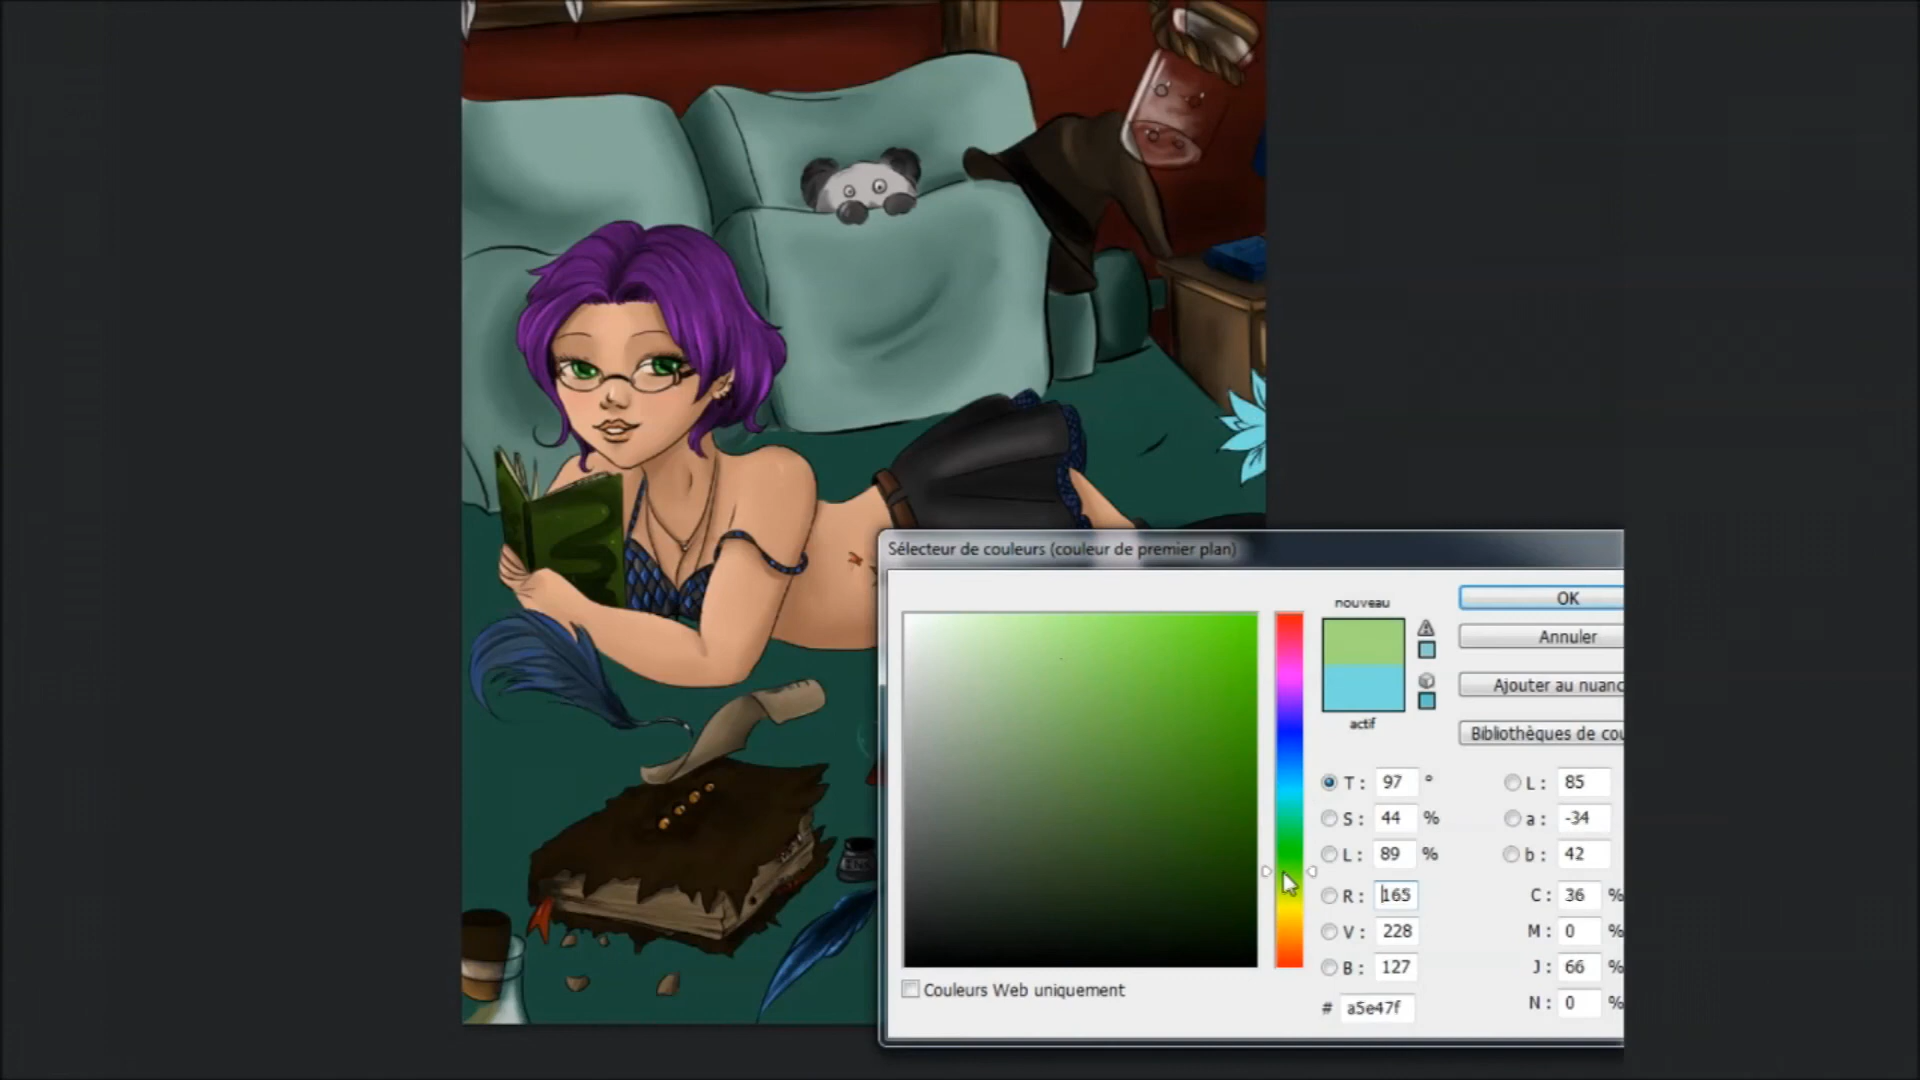 Sélecteur de couleurs (couleur de premier plan)
nouveau
OK
Annuler
Ajouter au nuanc
actif
Bibliothèques de cou
T : 97 °
L : 85
S : 44 %
a : -34
L : 89 %
b : 42
R : 165
C : 36 %
V : 228
M : 0 %
B : 127
J : 66 %
Couleurs Web uniquement
# a5e47f
N : 0 %